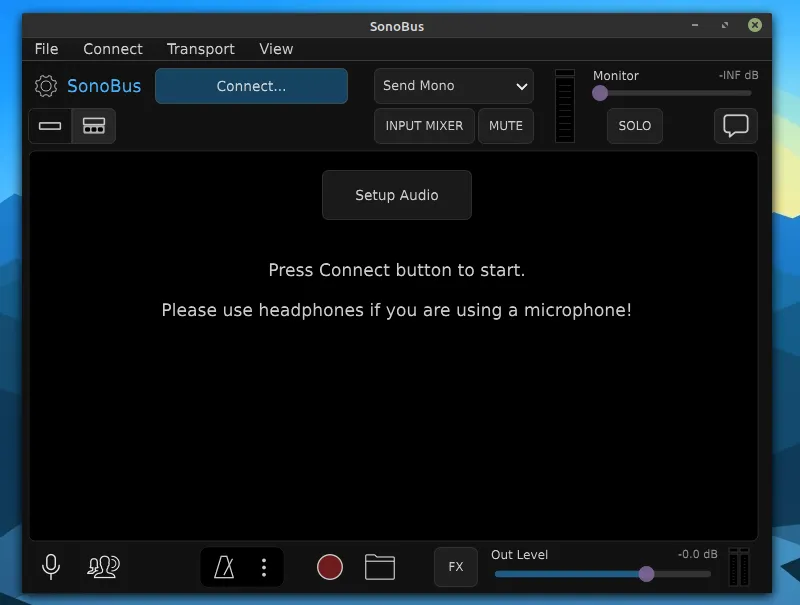 SonoBus
File Connect Transport View
SonoBus Connect... Send Mono Monitor -INF dB
INPUT MIXER MUTE SOLO
Setup Audio
Press Connect button to start.
Please use headphones if you are using a microphone!
FX Out Level -0.0 dB